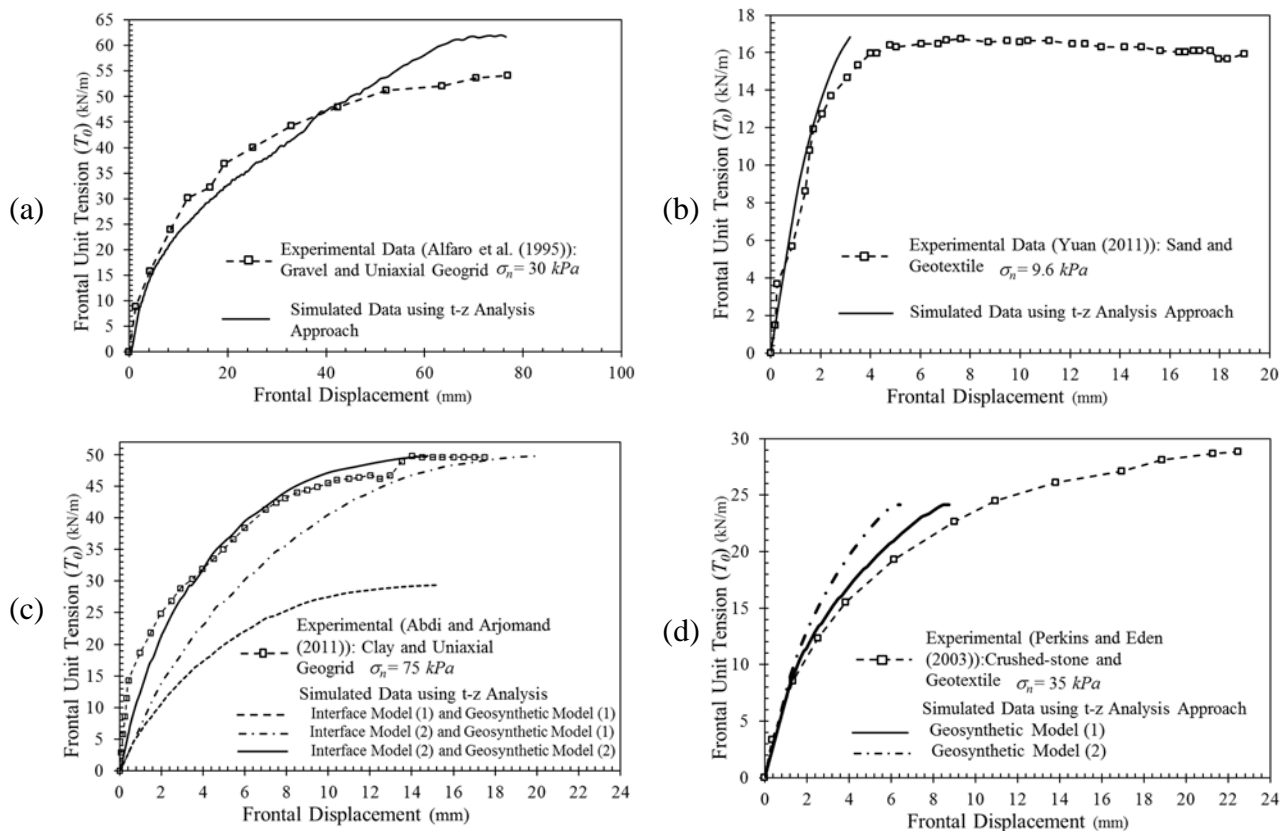 (a)
65
60
55
50
45
40
35
30
25
20
15
10
5
0
Frontal Unit Tension (T0) (kN/m)
Experimental Data (Alfaro et al. (1995)):
Gravel and Uniaxial Geogrid σn= 30 kPa
Simulated Data using t-z Analysis
Approach
0 20 40 60 80 100
Frontal Displacement (mm)
(b)
18
16
14
12
10
8
6
4
2
0
Frontal Unit Tension (T0) (kN/m)
Experimental Data (Yuan (2011)): Sand and
Geotextile σn= 9.6 kPa
Simulated Data using t-z Analysis Approach
0 2 4 6 8 10 12 14 16 18 20
Frontal Displacement (mm)
(c)
50
45
40
35
30
25
20
15
10
5
0
Frontal Unit Tension (T0) (kN/m)
Experimental (Abdi and Arjomand
(2011)): Clay and Uniaxial
Geogrid σn= 75 kPa
Simulated Data using t-z Analysis
Interface Model (1) and Geosynthetic Model (1)
Interface Model (2) and Geosynthetic Model (1)
Interface Model (2) and Geosynthetic Model (2)
0 2 4 6 8 10 12 14 16 18 20 22 24
Frontal Displacement (mm)
(d)
30
25
20
15
10
5
0
Frontal Unit Tension (T0) (kN/m)
Experimental (Perkins and Eden
(2003)):Crushed-stone and
Geotextile σn= 35 kPa
Simulated Data using t-z Analysis Approach
Geosynthetic Model (1)
Geosynthetic Model (2)
0 2 4 6 8 10 12 14 16 18 20 22 24
Frontal Displacement (mm)